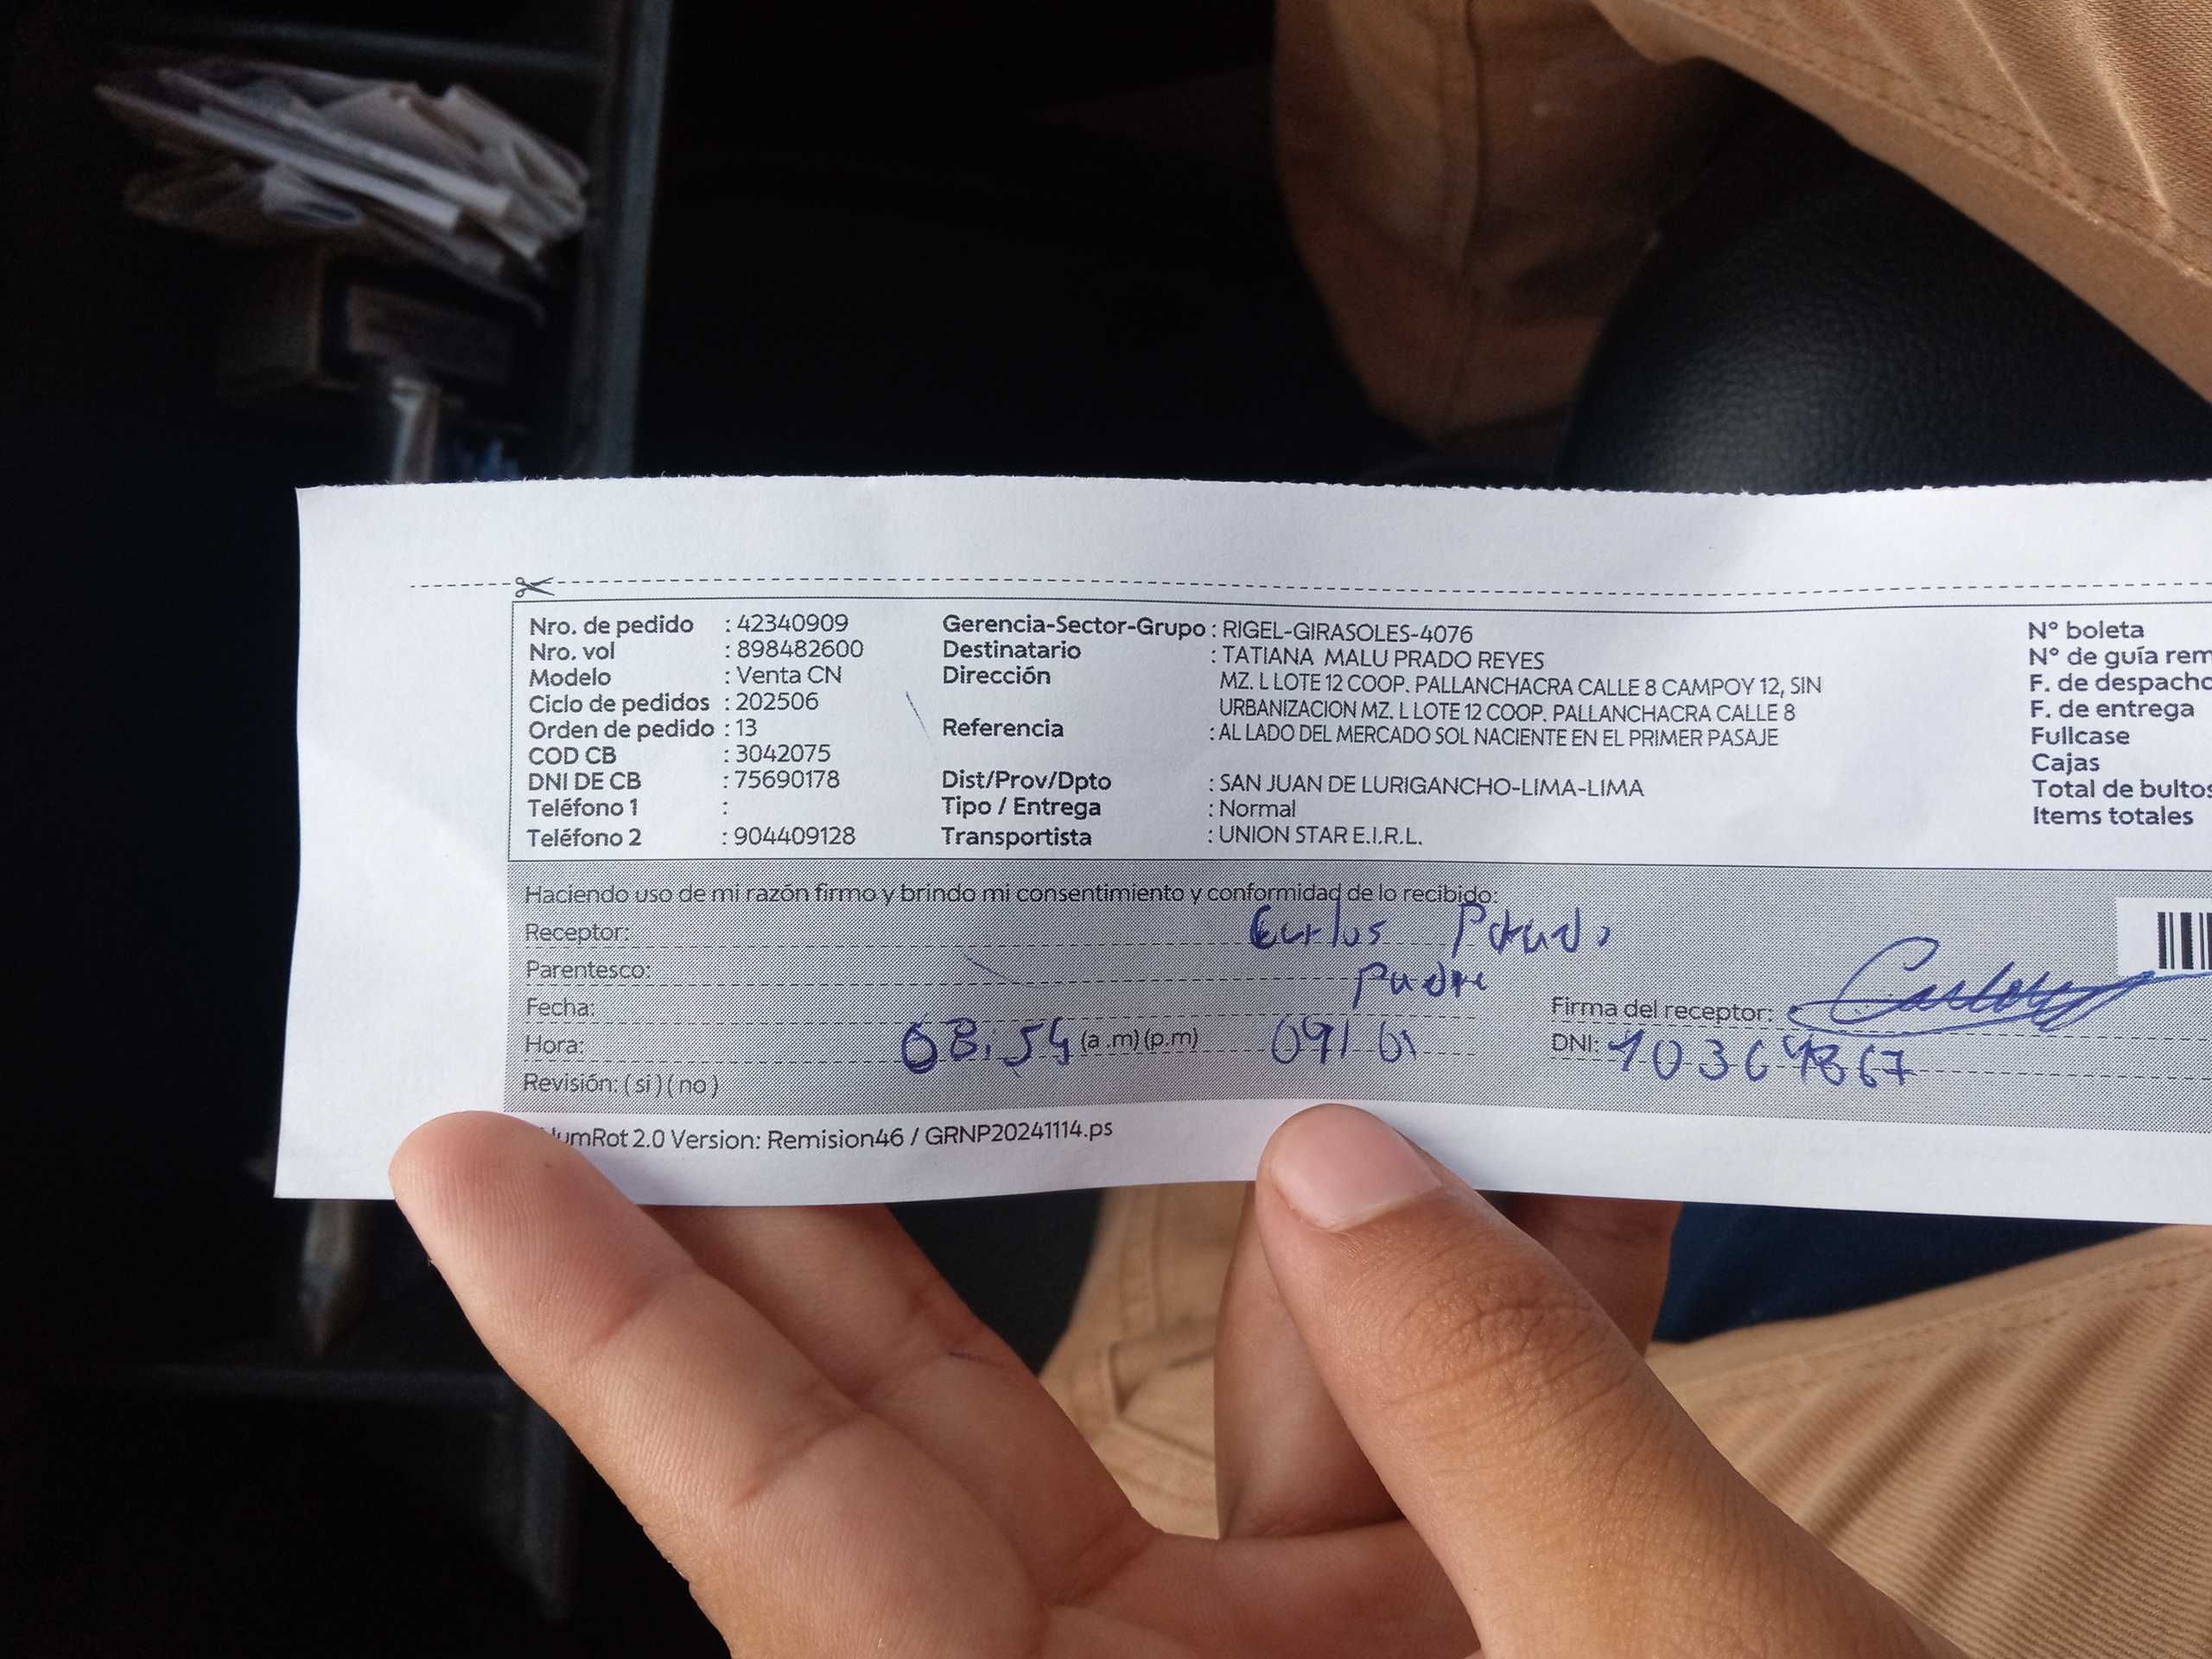 Nro. de pedido : 42340909
Nro. vol : 898482600
Modelo : Venta CN
Ciclo de pedidos : 202506
Orden de pedido : 13
COD CB : 3042075
DNI DE CB : 75690178
Teléfono 1 :
Teléfono 2 : 904409128
Gerencia-Sector-Grupo : RIGEL-GIRASOLES-4076
Destinatario : TATIANA MALU PRADO REYES
Dirección MZ. L LOTE 12 COOP. PALLANCHACRA CALLE 8 CAMPOY 12, SIN
URBANIZACION MZ. L LOTE 12 COOP. PALLANCHACRA CALLE 8
Referencia : AL LADO DEL MERCADO SOL NACIENTE EN EL PRIMER PASAJE
Dist/Prov/Dpto : SAN JUAN DE LURIGANCHO-LIMA-LIMA
Tipo / Entrega : Normal
Transportista : UNION STAR E.I.R.L.
N° boleta
N° de guía rem
F. de despacho
F. de entrega
Fullcase
Cajas
Total de bultos
Items totales
Haciendo uso de mi razón firmo y brindo mi consentimiento y conformidad de lo recibido:
Receptor: Carlos
Parentesco: Padre
Fecha:
Hora: 08:54 (a.m)(p.m)
Revisión: (si) (no)
Firma del receptor:
DNI:
umRot 2.0 Version: Remision46 / GRNP20241114.ps